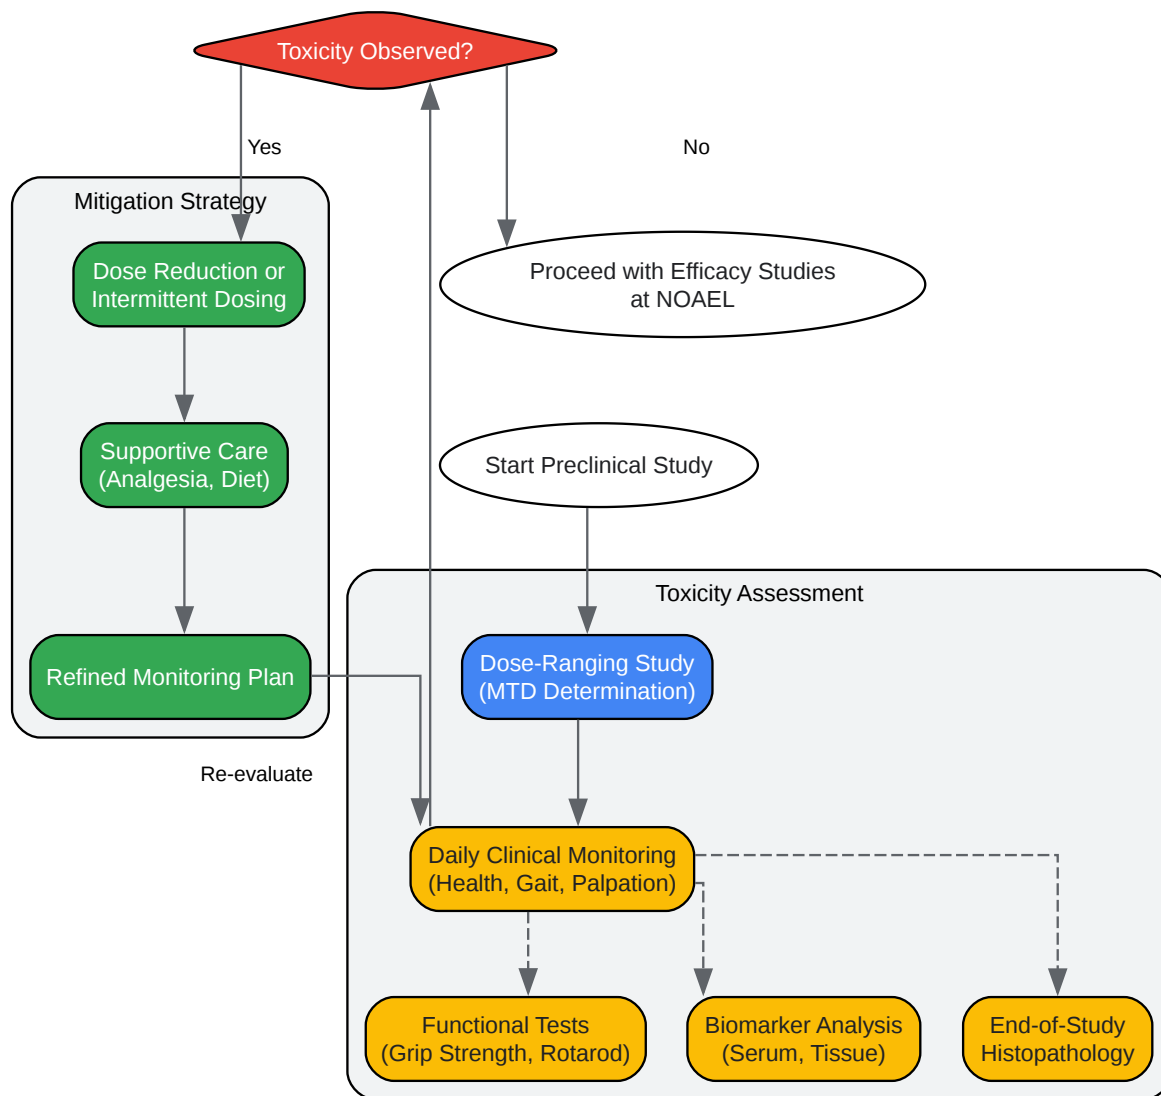 Toxicity Observed?
Yes
No
Mitigation Strategy
Dose Reduction or
Intermittent Dosing
Proceed with Efficacy Studies
at NOAEL
Supportive Care
(Analgesia, Diet)
Start Preclinical Study
Toxicity Assessment
Refined Monitoring Plan
Dose-Ranging Study
(MTD Determination)
Re-evaluate
Daily Clinical Monitoring
(Health, Gait, Palpation)
Functional Tests
(Grip Strength, Rotarod)
Biomarker Analysis
(Serum, Tissue)
End-of-Study
Histopathology